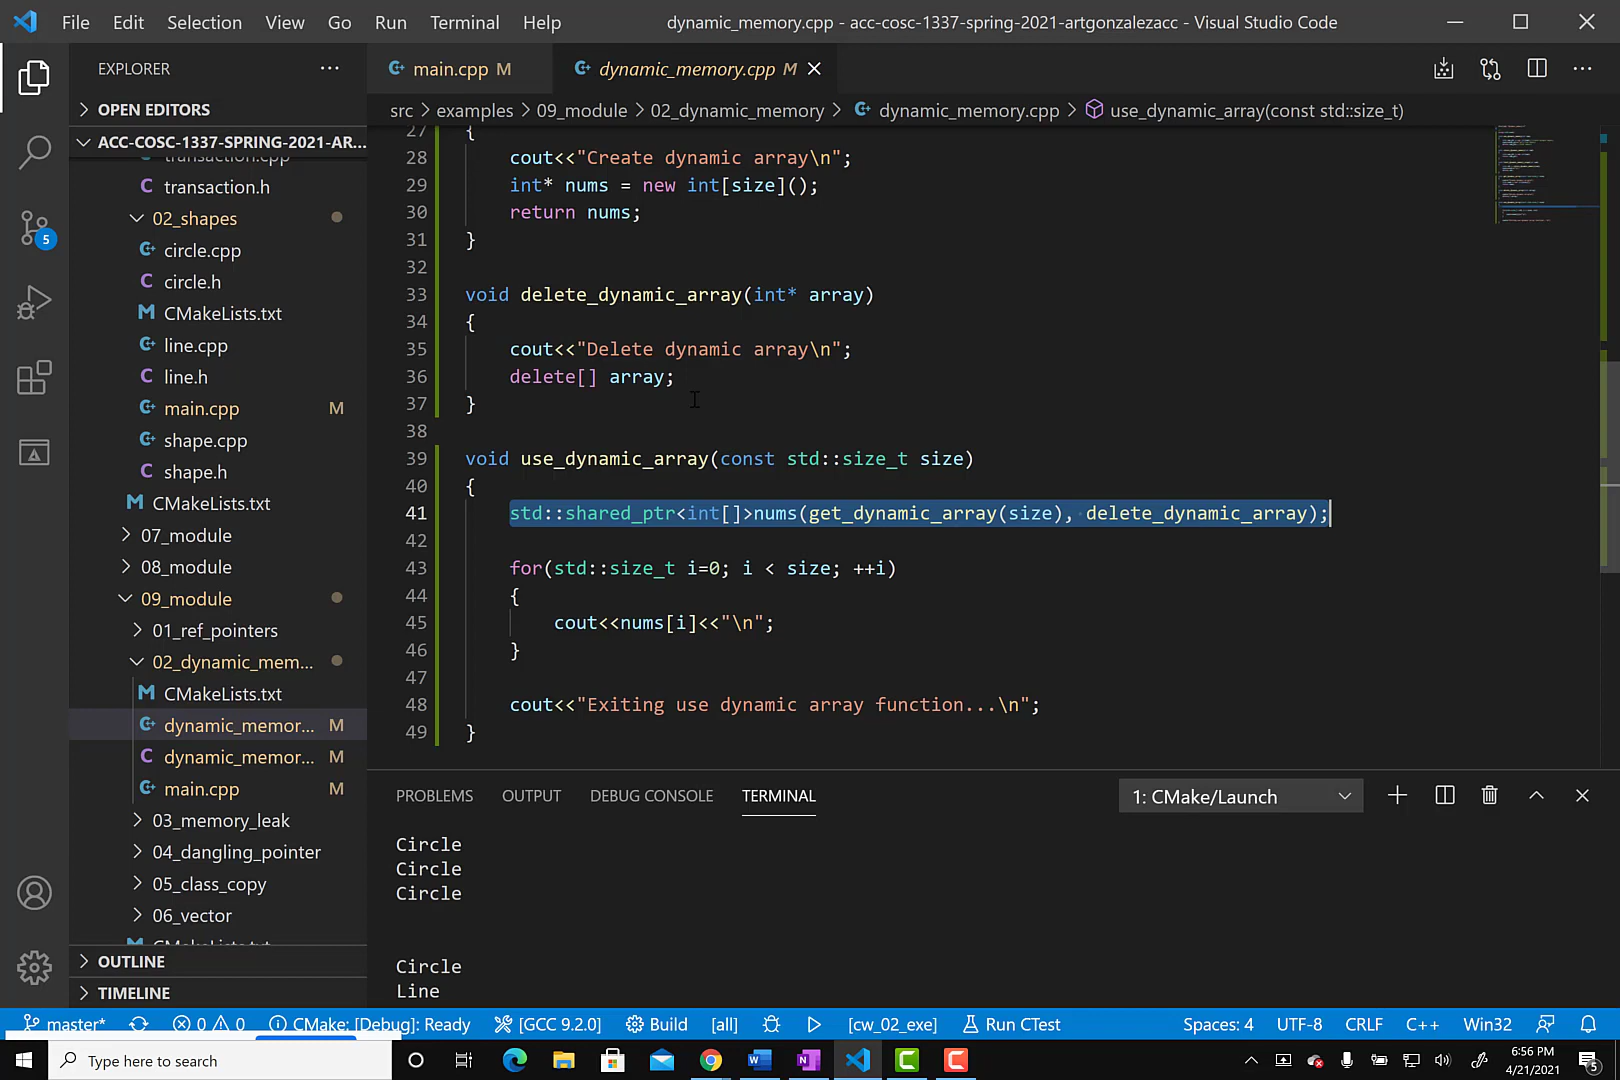 File Edit Selection View Go Run Terminal Help
dynamic_memory.cpp - acc-cosc-1337-spring-2021-artgonzalezacc - Visual Studio Code
EXPLORER
OPEN EDITORS
ACC-COSC-1337-SPRING-2021-AR...
transaction.cpp
transaction.h
02_shapes
circle.cpp
circle.h
CMakeLists.txt
line.cpp
line.h
main.cpp M
shape.cpp
shape.h
CMakeLists.txt
07_module
08_module
09_module
01_ref_pointers
02_dynamic_mem...
CMakeLists.txt
dynamic_memor... M
dynamic_memor... M
main.cpp M
03_memory_leak
04_dangling_pointer
05_class_copy
06_vector
CMakeLists.txt
OUTLINE
TIMELINE
5
main.cpp M
dynamic_memory.cpp M
src > examples > 09_module > 02_dynamic_memory > dynamic_memory.cpp > use_dynamic_array(const std::size_t)
27 {
28 cout<<"Create dynamic array\n";
29 int* nums = new int[size]();
30 return nums;
31 }
32
33 void delete_dynamic_array(int* array)
34 {
35 cout<<"Delete dynamic array\n";
36 delete[] array;
37 }
38
39 void use_dynamic_array(const std::size_t size)
40 {
41 std::shared_ptr<int[]>nums(get_dynamic_array(size), delete_dynamic_array);
42
43 for(std::size_t i=0; i < size; ++i)
44 {
45 cout<<nums[i]<<"\n";
46 }
47
48 cout<<"Exiting use dynamic array function...\n";
49 }
PROBLEMS OUTPUT DEBUG CONSOLE TERMINAL
1: CMake/Launch
Circle
Circle
Circle
Circle
Line
master* 0 0 CMake: [Debug]: Ready [GCC 9.2.0] Build [all] [cw_02_exe] Run CTest Spaces: 4 UTF-8 CRLF C++ Win32
Type here to search
6:56 PM
4/21/2021
5